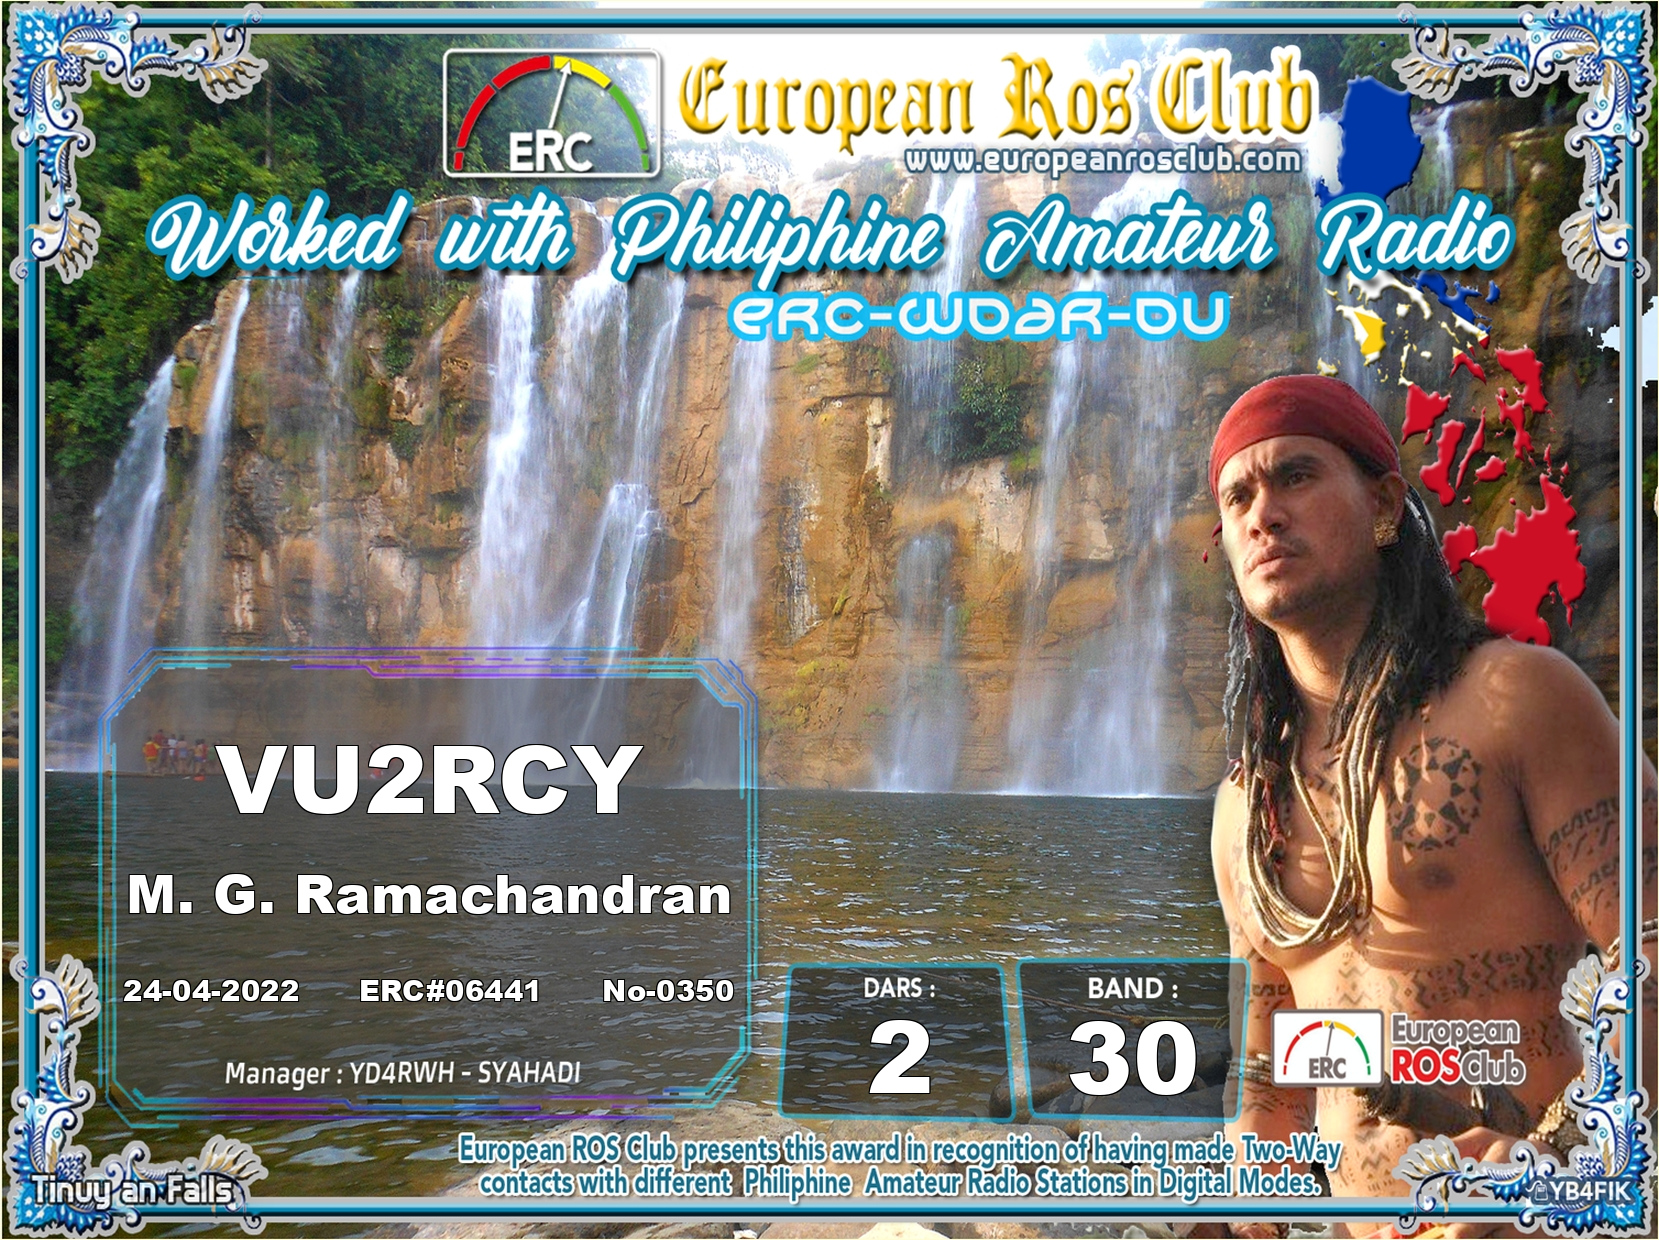 ERC
European Ros Club
www.europeanrosclub.com
Worked with Philiphine Amateur Radio
ERC-WDAR-DU
VU2RCY
M. G. Ramachandran
24-04-2022 ERC#06441 No-0350
Manager : YD4RWH - SYAHADI
DARS :
2
BAND :
30
ERC
European
ROSClub
European ROS Club presents this award in recognition of having made Two-Way
contacts with different Philiphine Amateur Radio Stations in Digital Modes.
Tinuy an Falls
YB4FIK